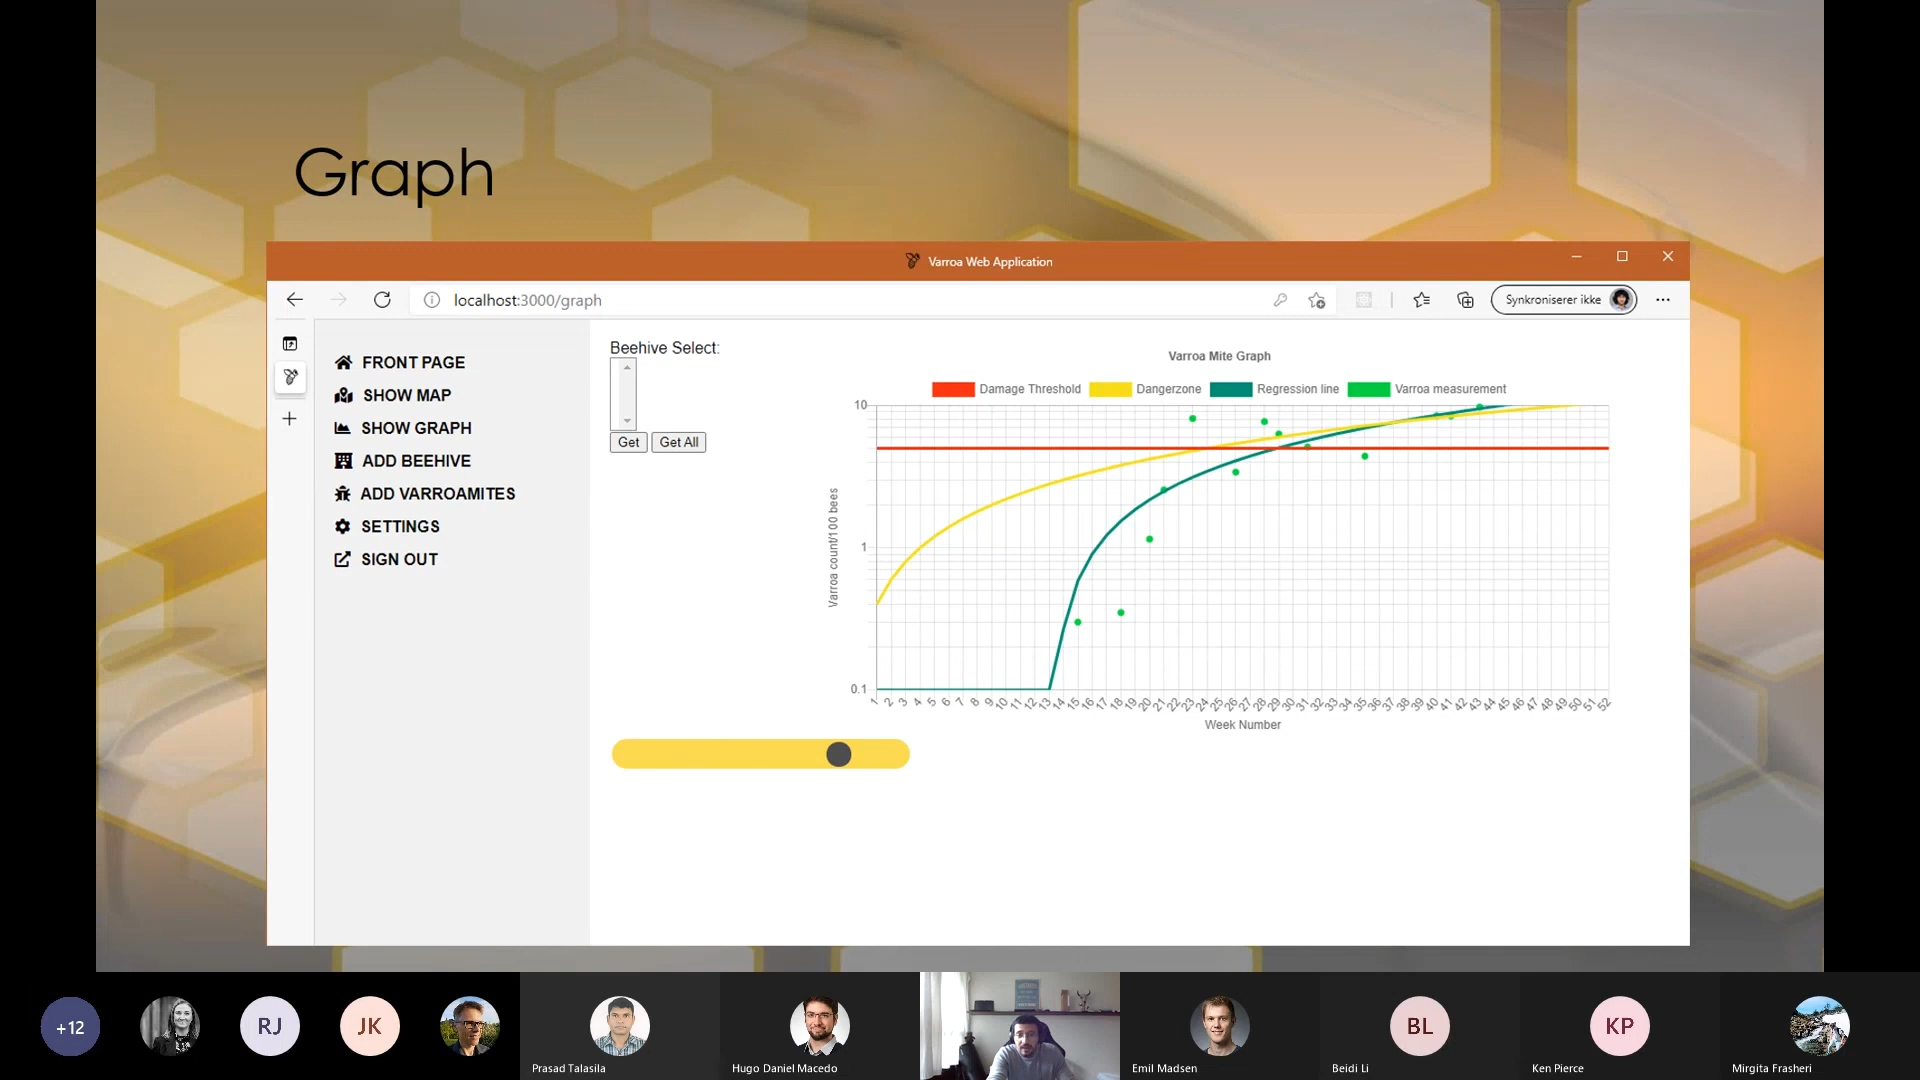 Graph
Varroa Web Application
localhost:3000/graph
Synkroniserer ikke
FRONT PAGE
SHOW MAP
SHOW GRAPH
ADD BEEHIVE
ADD VARROAMITES
SETTINGS
SIGN OUT
Beehive Select:
Get Get All
Varroa Mite Graph
Damage Threshold Dangerzone Regression line Varroa measurement
10
1
0.1
Varroa count/100 bees
1 2 3 4 5 6 7 8 9 10 11 12 13 14 15 16 17 18 19 20 21 22 23 24 25 26 27 28 29 30 31 32 33 34 35 36 37 38 39 40 41 42 43 44 45 46 47 48 49 50 51 52
Week Number
+12
RJ
JK
BL
KP
Prasad Talasila
Hugo Daniel Macedo
Emil Madsen
Beidi Li
Ken Pierce
Mirgita Frasheri